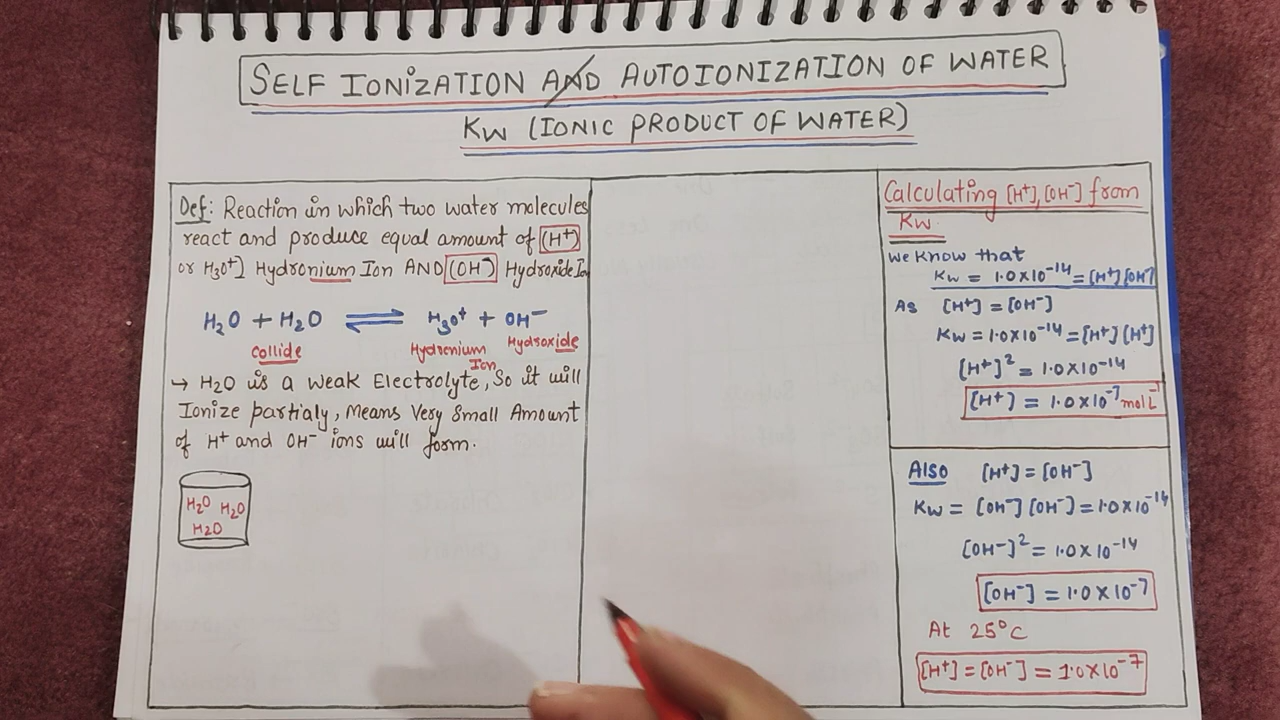 SELF IONIZATION AND AUTOIONIZATION OF WATER
KW (IONIC PRODUCT OF WATER)
Def: Reaction in which two water molecules
react and produce equal amount of (H⁺)
or H₃O⁺] Hydronium Ion AND (OH⁻) Hydroxide Ion
H₂O + H₂O ⇌ H₃O⁺ + OH⁻
collide Hydronium Ion Hydroxide
→ H₂O is a weak Electrolyte, So it will
Ionize partialy, Means Very Small Amount
of H⁺ and OH⁻ ions will form.
H₂O H₂O
H₂O
Calculating [H⁺], [OH⁻] from
Kw
we know that
Kw = 1.0×10⁻¹⁴ = [H⁺] [OH⁻]
As [H⁺] = [OH⁻]
Kw = 1.0×10⁻¹⁴ = [H⁺] [H⁺]
[H⁺]² = 1.0×10⁻¹⁴
[H⁺] = 1.0×10⁻⁷ mol L⁻¹
Also [H⁺] = [OH⁻]
Kw = [OH⁻] [OH⁻] = 1.0×10⁻¹⁴
[OH⁻]² = 1.0×10⁻¹⁴
[OH⁻] = 1.0×10⁻⁷
At 25°C
[H⁺] = [OH⁻] = 1.0×10⁻⁷